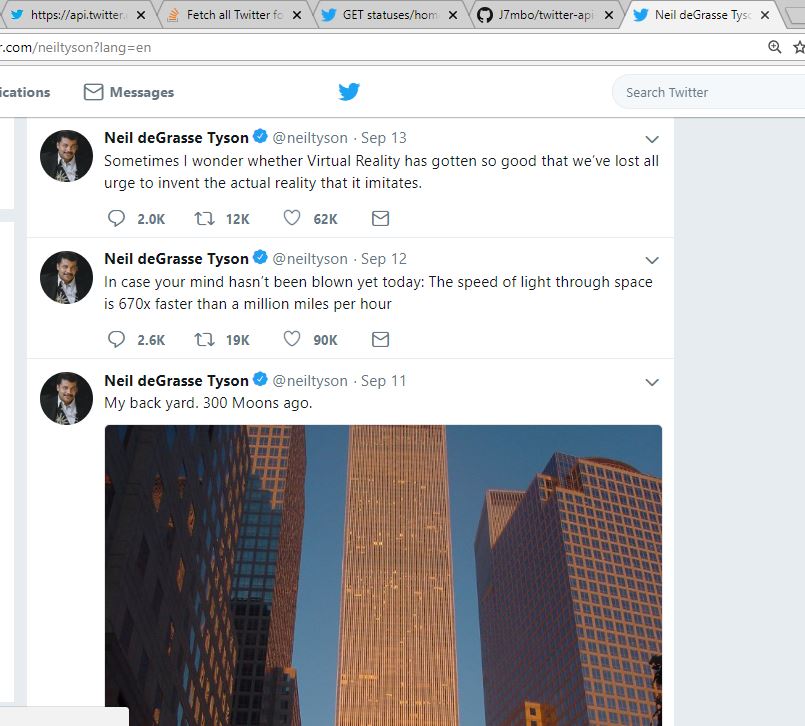 https://api.twitter.
Fetch all Twitter fo
GET statuses/hom
J7mbo/twitter-api
Neil deGrasse Tyso
r.com/neiltyson?lang=en
ications
Messages
Search Twitter
Neil deGrasse Tyson @neiltyson · Sep 13
Sometimes I wonder whether Virtual Reality has gotten so good that we’ve lost all
urge to invent the actual reality that it imitates.
2.0K 12K 62K
Neil deGrasse Tyson @neiltyson · Sep 12
In case your mind hasn’t been blown yet today: The speed of light through space
is 670x faster than a million miles per hour
2.6K 19K 90K
Neil deGrasse Tyson @neiltyson · Sep 11
My back yard. 300 Moons ago.